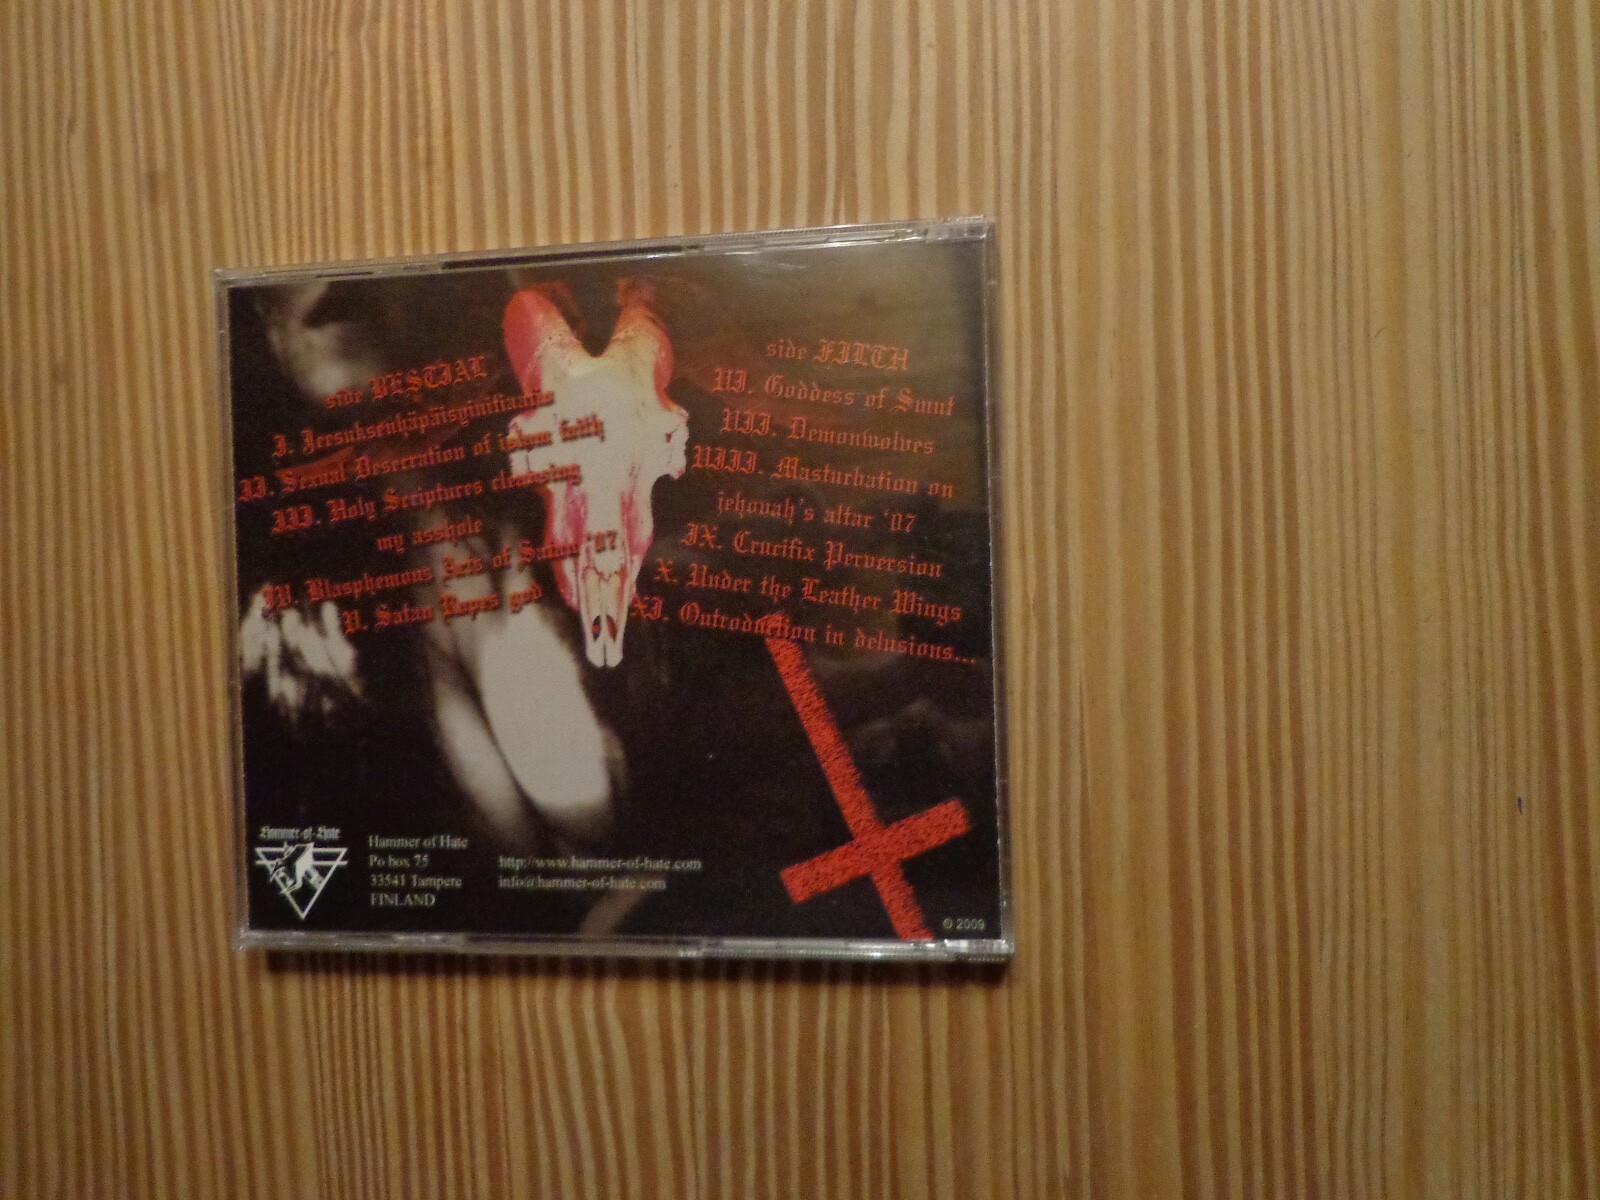 side BESTIAL
I. Jeesuksenhäpäisyinitiaatio
II. Sexual Desecration of islam faith
III. Holy Scriptures cleansing
my asshole
IV. Blasphemous Acts of Satan '07
V. Satan Rapes god
side FILTH
VI. Goddess of Smut
VII. Demonwolves
VIII. Masturbation on
jehovah's altar '07
IX. Crucifix Perversion
X. Under the Leather Wings
XI. Outroduction in delusions...
Hammer-of-Hate
Hammer of Hate
Po box 75
33541 Tampere
FINLAND
http://www.hammer-of-hate.com
info@hammer-of-hate.com
© 2009